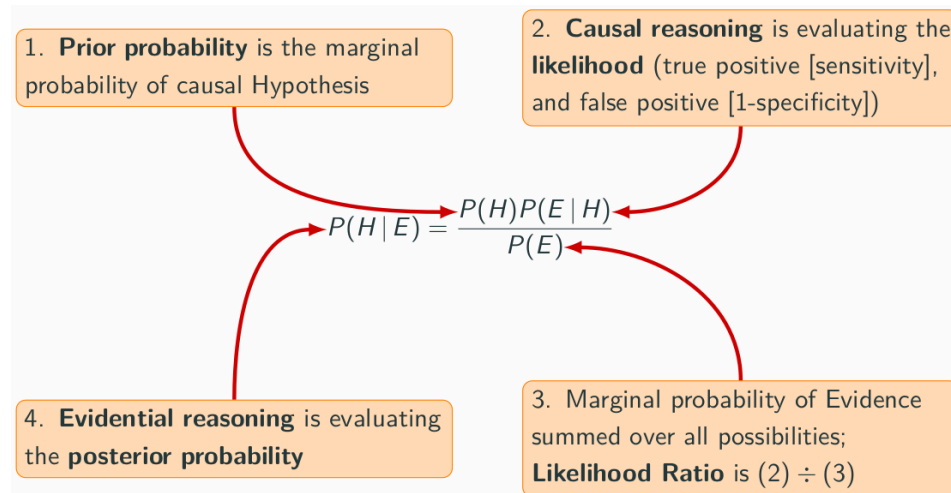 1. Prior probability is the marginal
probability of causal Hypothesis
2. Causal reasoning is evaluating the
likelihood (true positive [sensitivity],
and false positive [1-specificity])
P(H | E) = P(H)P(E | H)
P(E)
4. Evidential reasoning is evaluating
the posterior probability
3. Marginal probability of Evidence
summed over all possibilities;
Likelihood Ratio is (2) ÷ (3)